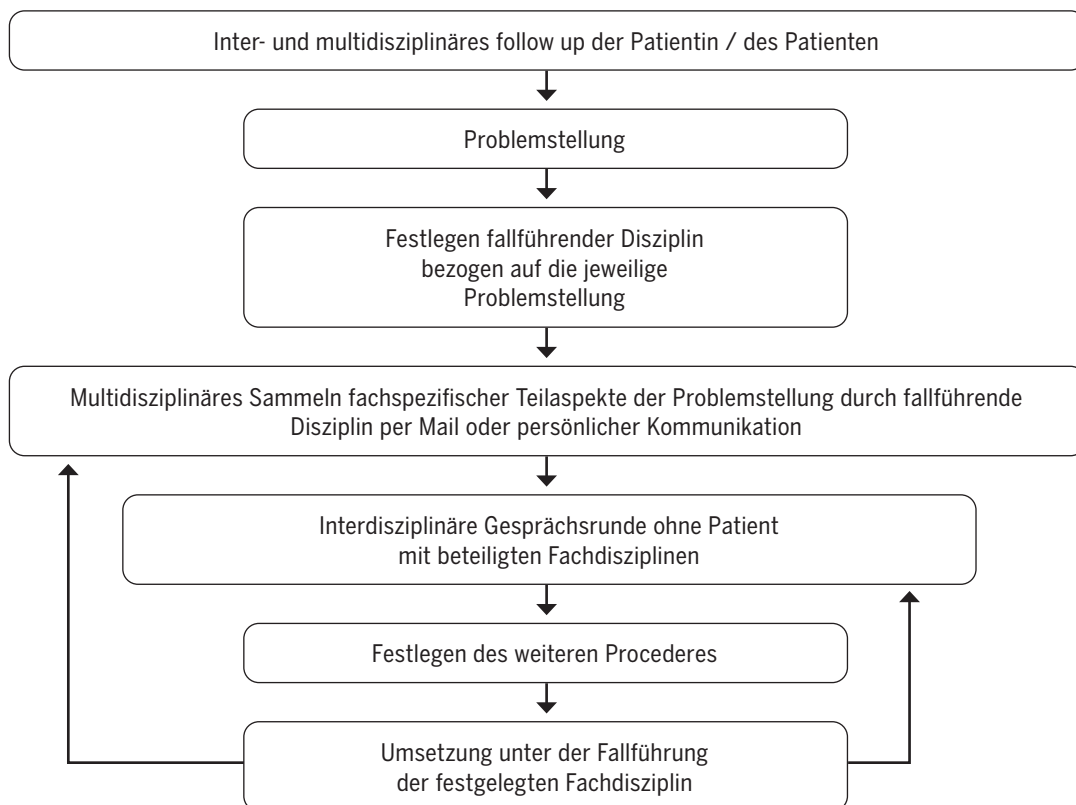 Inter- und multidisziplinäres follow up der Patientin / des Patienten
Problemstellung
Festlegen fallführender Disziplin
bezogen auf die jeweilige
Problemstellung
Multidisziplinäres Sammeln fachspezifischer Teilaspekte der Problemstellung durch fallführende
Disziplin per Mail oder persönlicher Kommunikation
Interdisziplinäre Gesprächsrunde ohne Patient
mit beteiligten Fachdisziplinen
Festlegen des weiteren Procederes
Umsetzung unter der Fallführung
der festgelegten Fachdisziplin